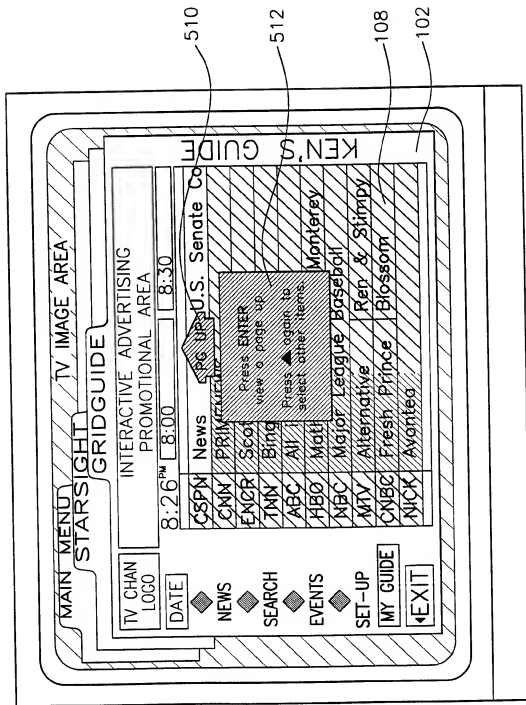 MAIN MENU
TV IMAGE AREA
STARSIGHT
GRIDGUIDE
TV CHAN
LOGO
INTERACTIVE ADVERTISING
PROMOTIONAL AREA
DATE
8:26PM
8:00
8:30
NEWS
SEARCH
EVENTS
SET-UP
MY GUIDE
◀EXIT
CSPN News U.S. Senate Co
CNN
ENCR Scot
TNN Bing
ABC All
HBO Math Monterey
NBC Major League Baseball
MTV Alternative Ren & Stimpy
CNBC Fresh Prince Blossom
NICK Avontea
PG UP
Press ENTER
view a page up.
Press ▲ again to
select other items.
KEN'S GUIDE
510
512
108
102